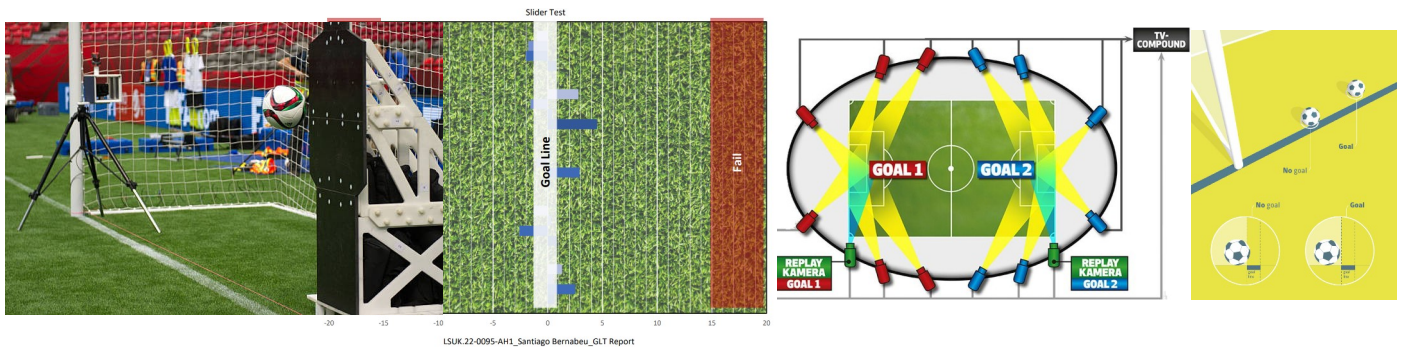 Slider Test
Goal Line
Fail
-20
-15
-10
-5
0
5
10
15
20
LSUK.22-0095-AH1_Santiago Bernabeu_GLT Report
TV-
COMPOUND
GOAL 1
GOAL 2
REPLAY
KAMERA
GOAL 1
REPLAY
KAMERA
GOAL 2
Goal
No goal
No goal
Goal